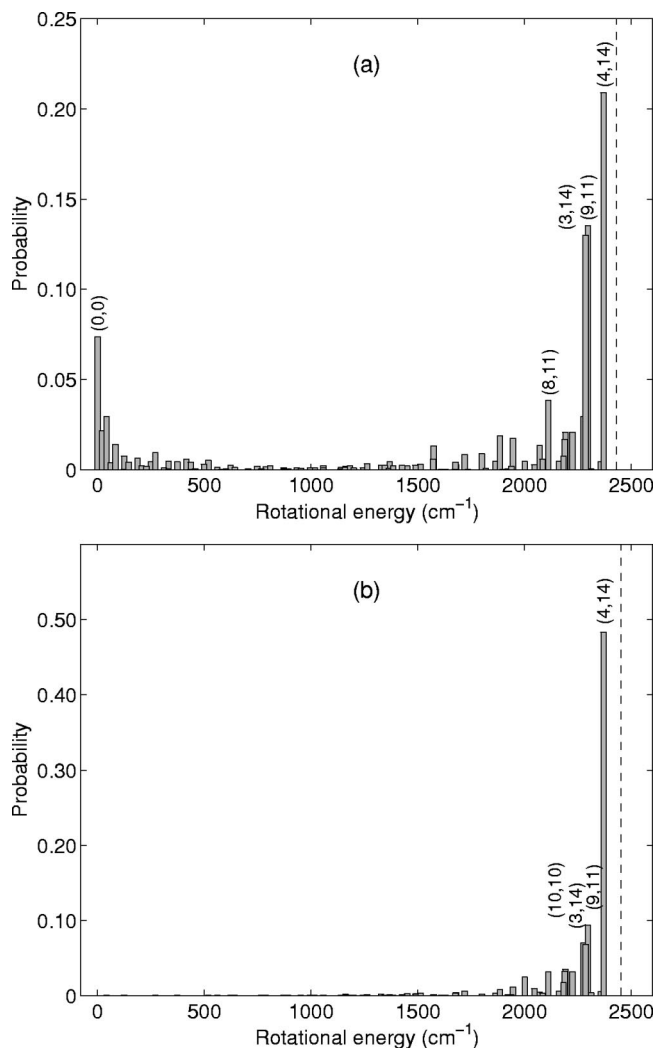 (a)
0.25
0.20
0.15
0.10
0.05
0
Probability
(0,0)
(8,11)
(3,14)
(9,11)
(4,14)
0 500 1000 1500 2000 2500
Rotational energy (cm⁻¹)
(b)
0.50
0.40
0.30
0.20
0.10
0
Probability
(10,10)
(3,14)
(9,11)
(4,14)
0 500 1000 1500 2000 2500
Rotational energy (cm⁻¹)